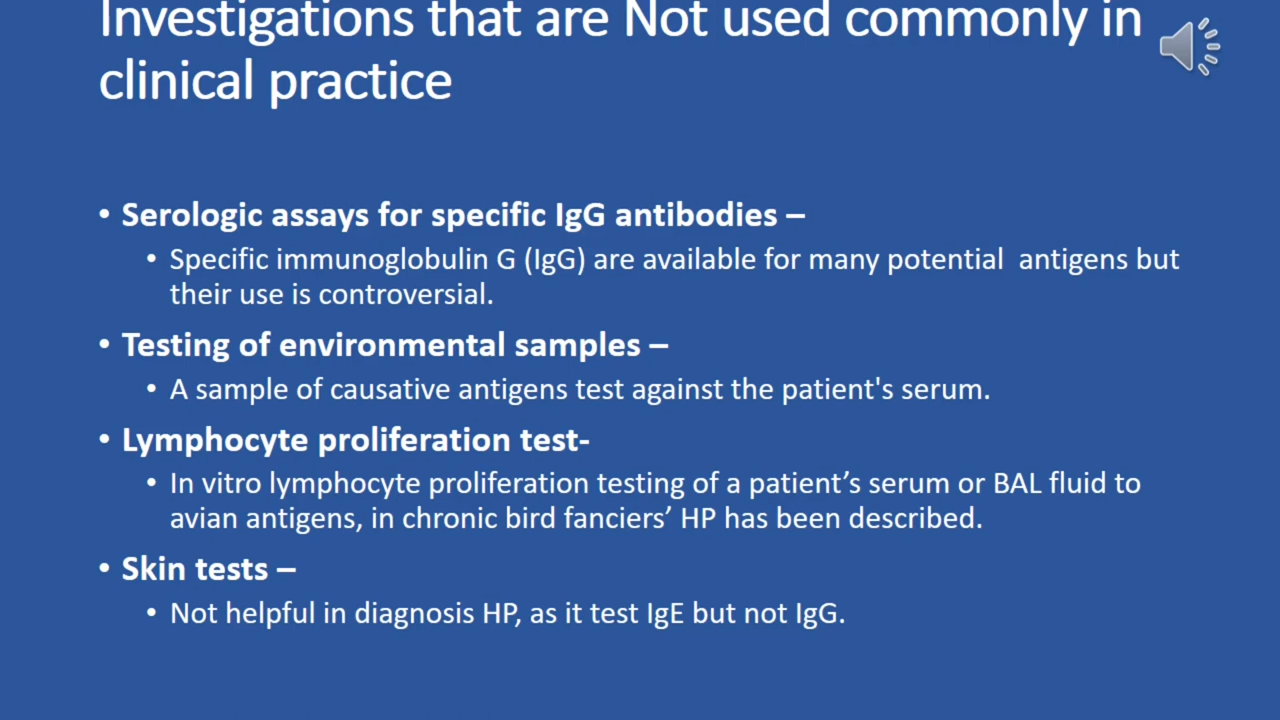 Investigations that are Not used commonly in
clinical practice
• Serologic assays for specific IgG antibodies –
• Specific immunoglobulin G (IgG) are available for many potential  antigens but
their use is controversial.
• Testing of environmental samples –
• A sample of causative antigens test against the patient's serum.
• Lymphocyte proliferation test-
• In vitro lymphocyte proliferation testing of a patient’s serum or BAL fluid to
avian antigens, in chronic bird fanciers’ HP has been described.
• Skin tests –
• Not helpful in diagnosis HP, as it test IgE but not IgG.